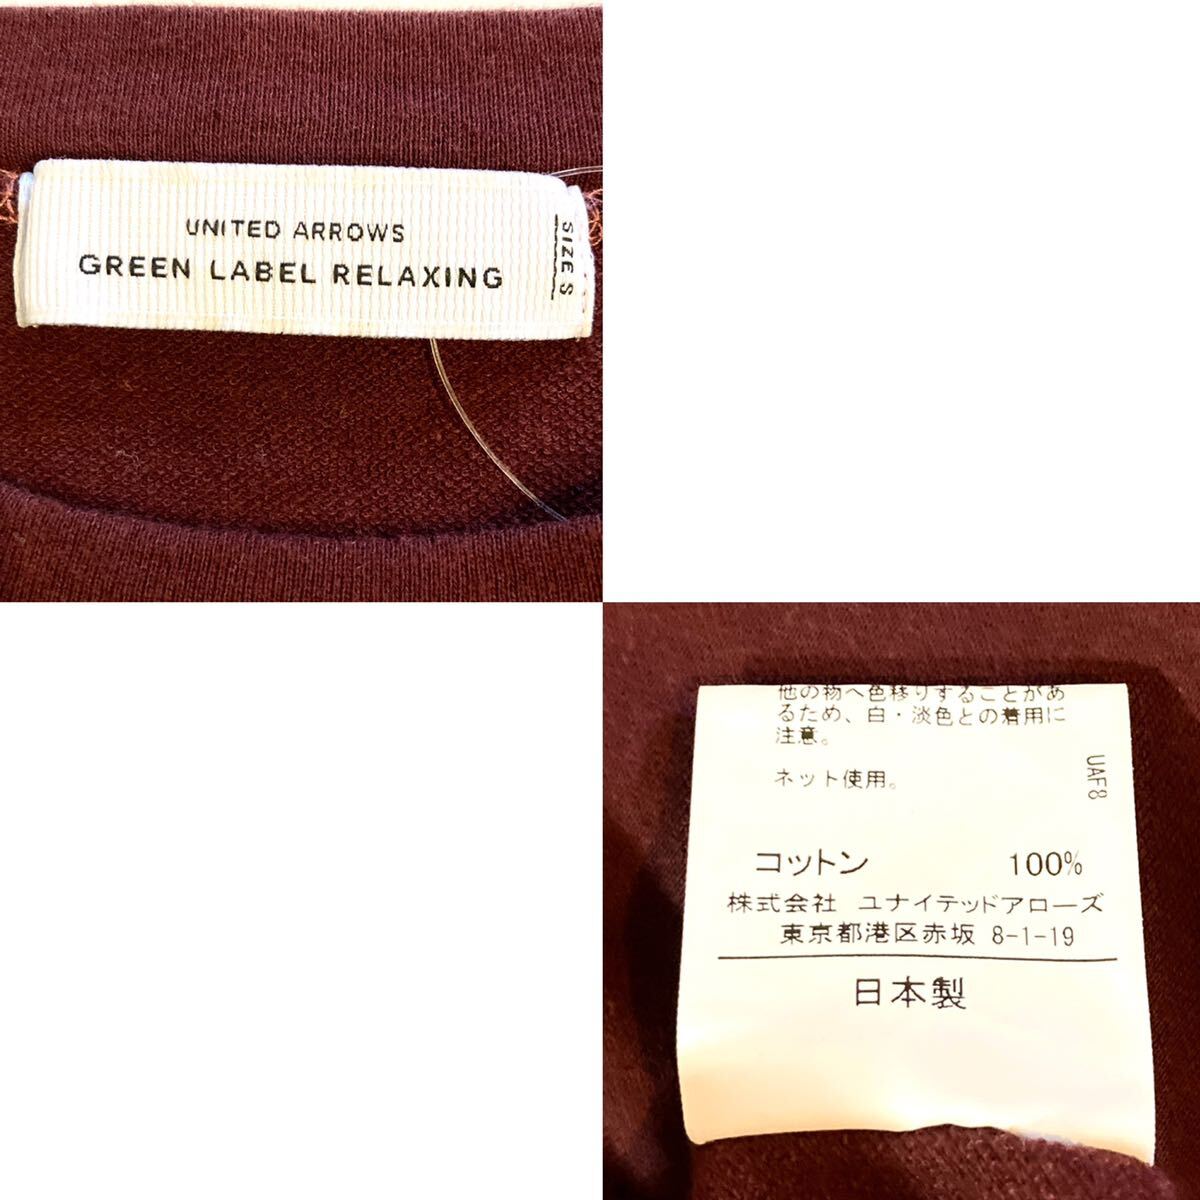 UNITED ARROWS
GREEN LABEL RELAXING
SIZE S
他の物へ色移りすることがあ
るため、白・淡色との着用に
注意。
ネット使用。
UAF8
コットン 100%
株式会社 ユナイテッドアローズ
東京都港区赤坂 8-1-19
日本製